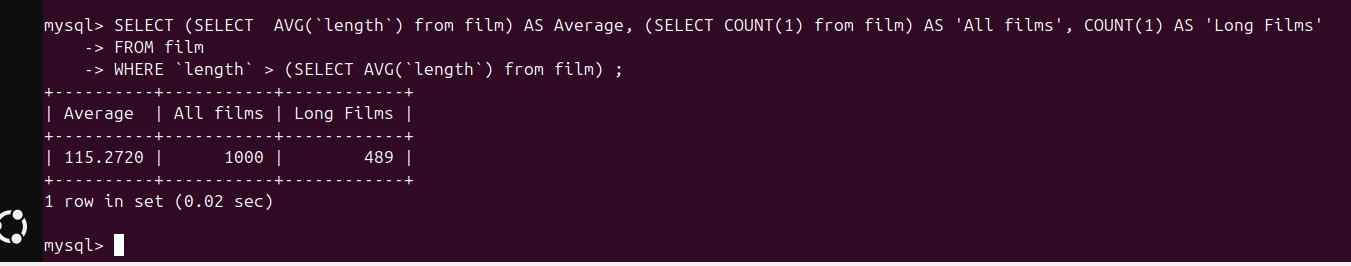 mysql> SELECT (SELECT  AVG(`length`) from film) AS Average, (SELECT COUNT(1) from film) AS 'All films', COUNT(1) AS 'Long Films'
    -> FROM film
    -> WHERE `length` > (SELECT AVG(`length`) from film) ;
+----------+-----------+------------+
| Average  | All films | Long Films |
+----------+-----------+------------+
| 115.2720 |      1000 |        489 |
+----------+-----------+------------+
1 row in set (0.02 sec)
mysql>